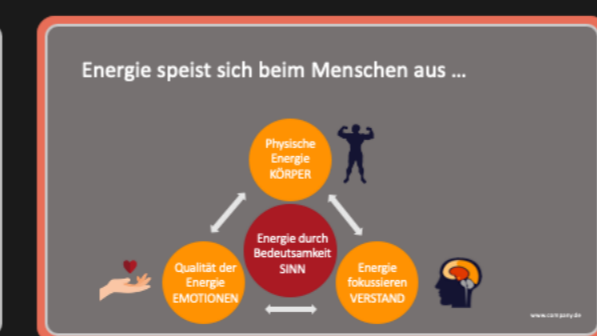 Energie speist sich beim Menschen aus ...
Physische
Energie
KÖRPER
Energie durch
Bedeutsamkeit
SINN
Qualität der
Energie
EMOTIONEN
Energie
fokussieren
VERSTAND
www.company.de